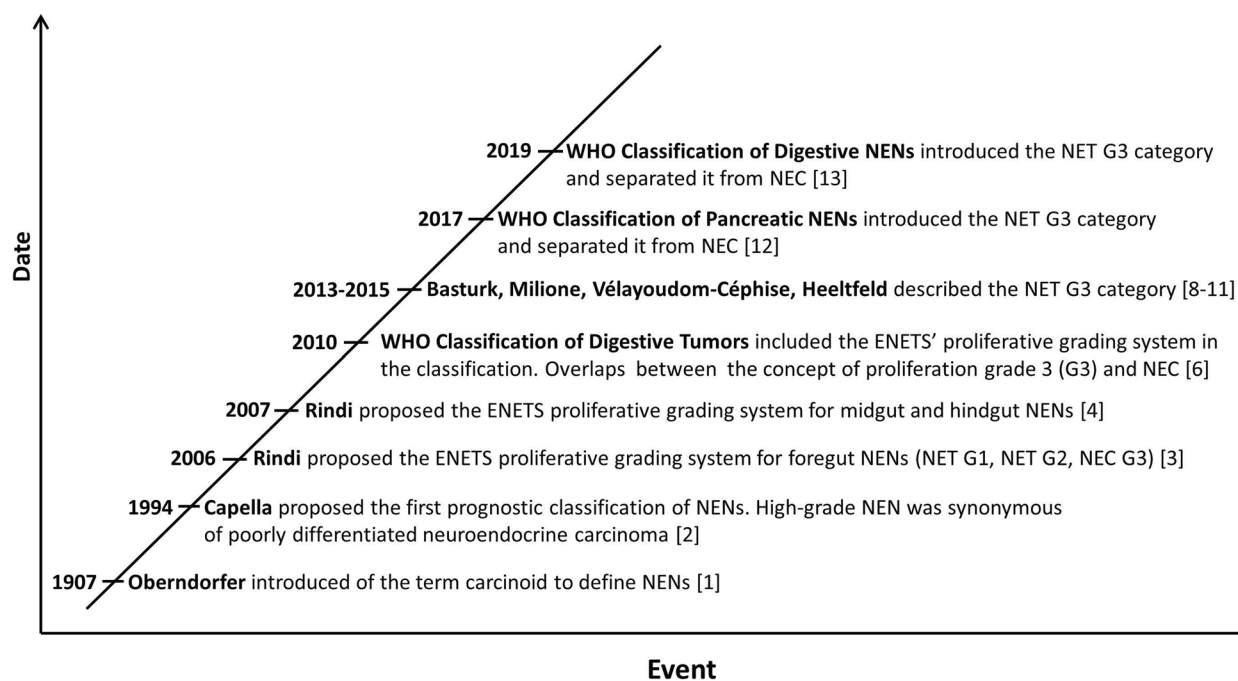 Date
2019 WHO Classification of Digestive NENs introduced the NET G3 category
and separated it from NEC [13]
2017 WHO Classification of Pancreatic NENs introduced the NET G3 category
and separated it from NEC [12]
2013-2015 Basturk, Milione, Vélayoudom-Céphise, Heeltfeld described the NET G3 category [8-11]
2010 WHO Classification of Digestive Tumors included the ENETS’ proliferative grading system in
the classification. Overlaps between the concept of proliferation grade 3 (G3) and NEC [6]
2007 Rindi proposed the ENETS proliferative grading system for midgut and hindgut NENs [4]
2006 Rindi proposed the ENETS proliferative grading system for foregut NENs (NET G1, NET G2, NEC G3) [3]
1994 Capella proposed the first prognostic classification of NENs. High-grade NEN was synonymous
of poorly differentiated neuroendocrine carcinoma [2]
1907 Oberndorfer introduced of the term carcinoid to define NENs [1]
Event